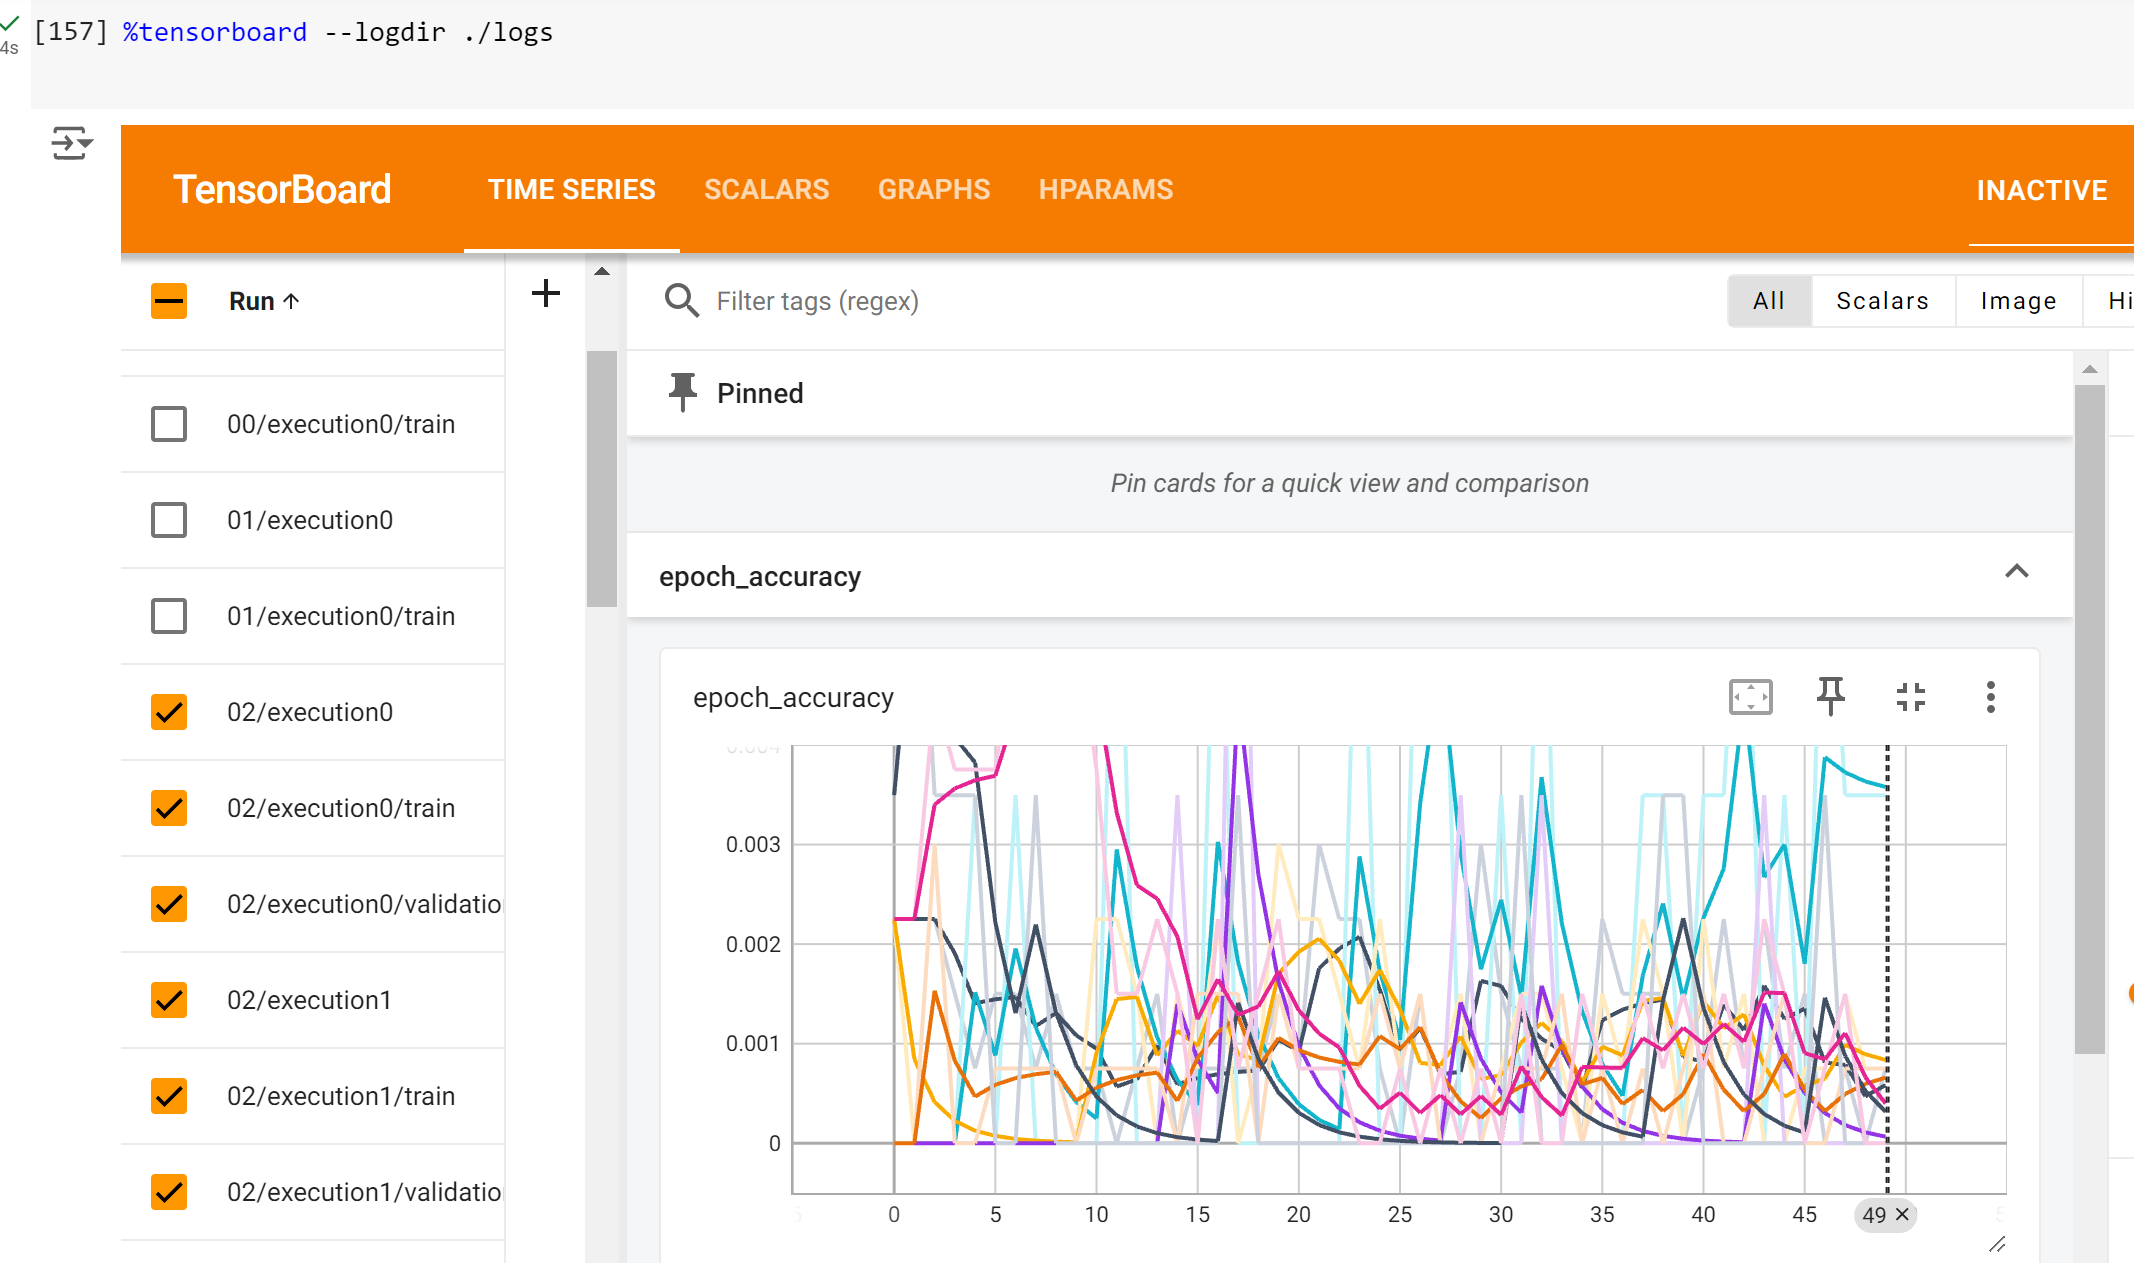 [157] %tensorboard --logdir ./logs
4s
TensorBoard TIME SERIES SCALARS GRAPHS HPARAMS INACTIVE
Run ↑
Filter tags (regex)
All Scalars Image Hi
00/execution0/train
01/execution0
01/execution0/train
02/execution0
02/execution0/train
02/execution0/validatio
02/execution1
02/execution1/train
02/execution1/validatio
Pinned
Pin cards for a quick view and comparison
epoch_accuracy
epoch_accuracy
0.004
0.003
0.002
0.001
0
0 5 10 15 20 25 30 35 40 45 49 ×